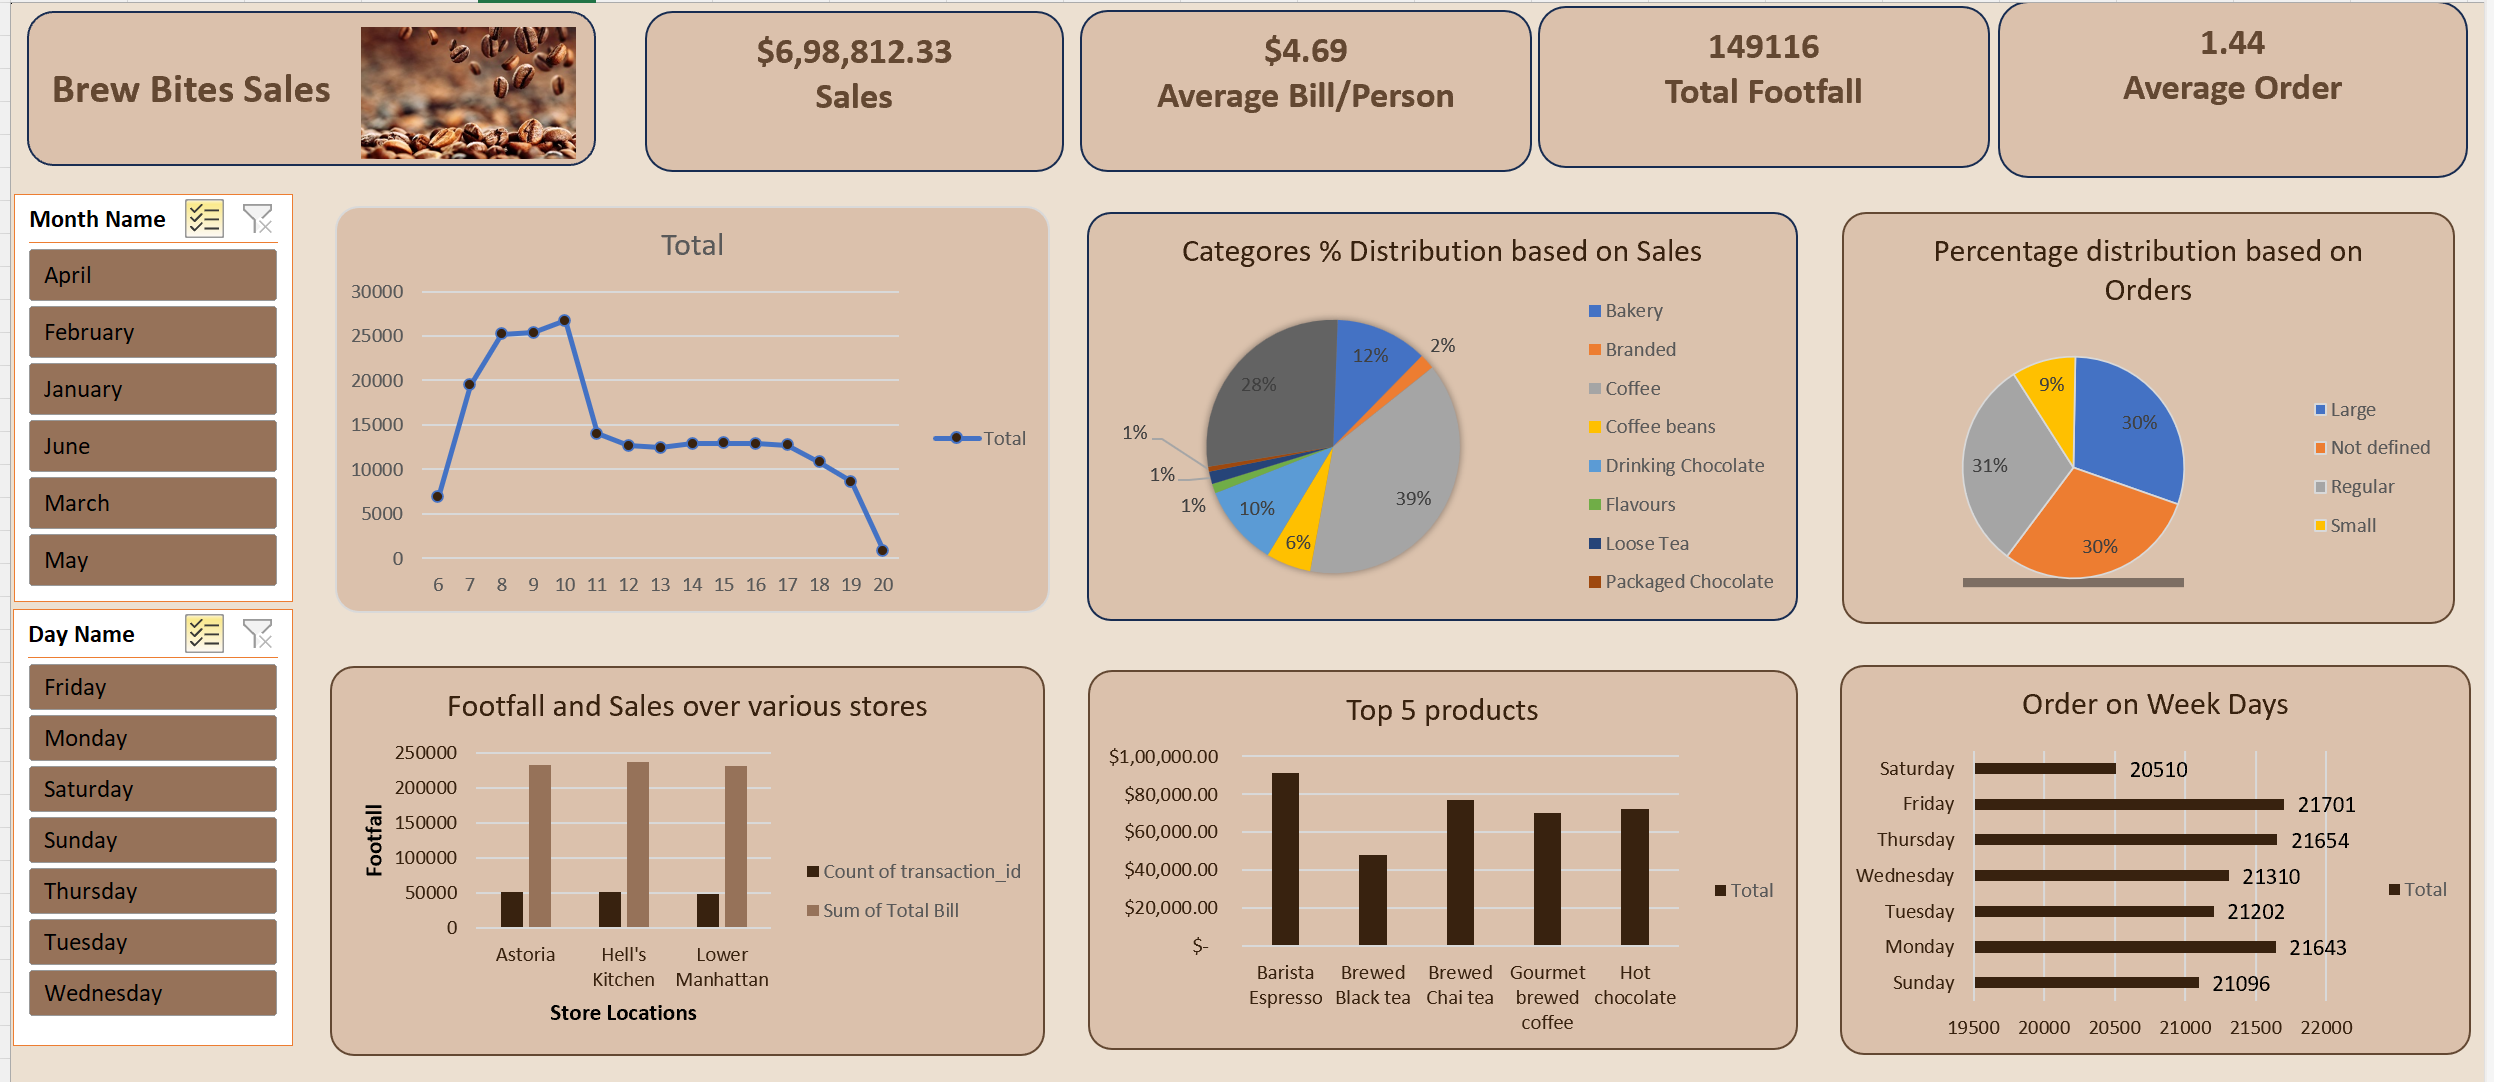 Brew Bites Sales
$6,98,812.33
Sales
$4.69
Average Bill/Person
149116
Total Footfall
1.44
Average Order
Month Name
April
February
January
June
March
May
Day Name
Friday
Monday
Saturday
Sunday
Thursday
Tuesday
Wednesday
Total
30000
25000
20000
15000
10000
5000
0
6 7 8 9 10 11 12 13 14 15 16 17 18 19 20
Total
Categores % Distribution based on Sales
12%
2%
39%
6%
10%
1%
1%
1%
28%
Bakery
Branded
Coffee
Coffee beans
Drinking Chocolate
Flavours
Loose Tea
Packaged Chocolate
Percentage distribution based on
Orders
30%
30%
31%
9%
Large
Not defined
Regular
Small
Footfall and Sales over various stores
Footfall
250000
200000
150000
100000
50000
0
Astoria
Hell's
Kitchen
Lower
Manhattan
Store Locations
Count of transaction_id
Sum of Total Bill
Top 5 products
$1,00,000.00
$80,000.00
$60,000.00
$40,000.00
$20,000.00
$-
Barista
Espresso
Brewed
Black tea
Brewed
Chai tea
Gourmet
brewed
coffee
Hot
chocolate
Total
Order on Week Days
Saturday 20510
Friday 21701
Thursday 21654
Wednesday 21310
Tuesday 21202
Monday 21643
Sunday 21096
19500 20000 20500 21000 21500 22000
Total